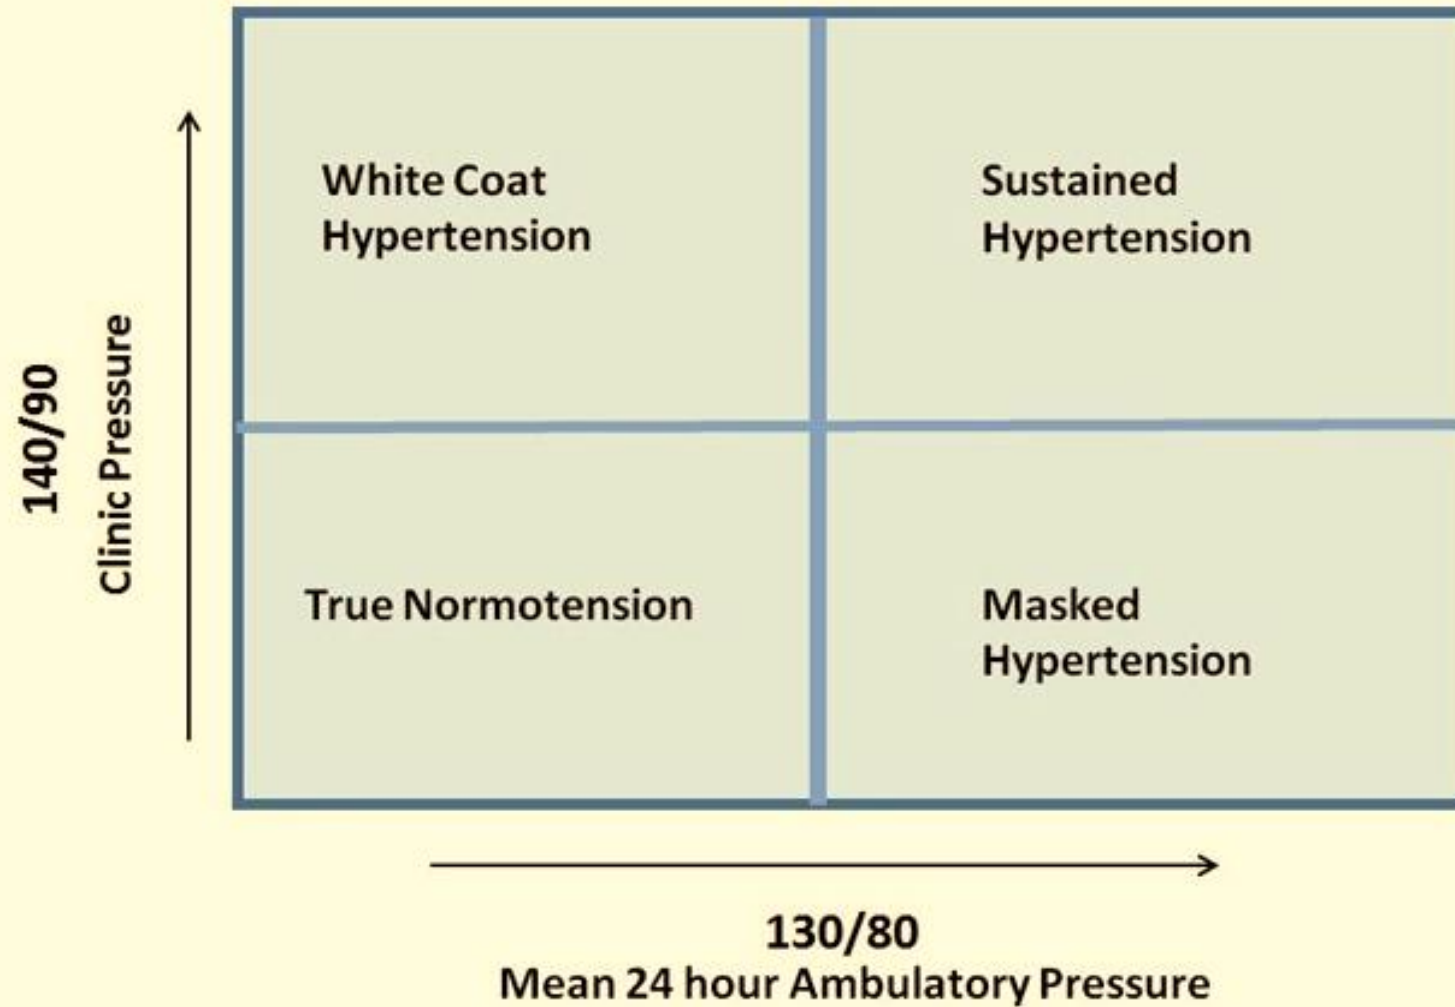 White Coat
Hypertension
Sustained
Hypertension
140/90
Clinic Pressure
True Normotension
Masked
Hypertension
130/80
Mean 24 hour Ambulatory Pressure